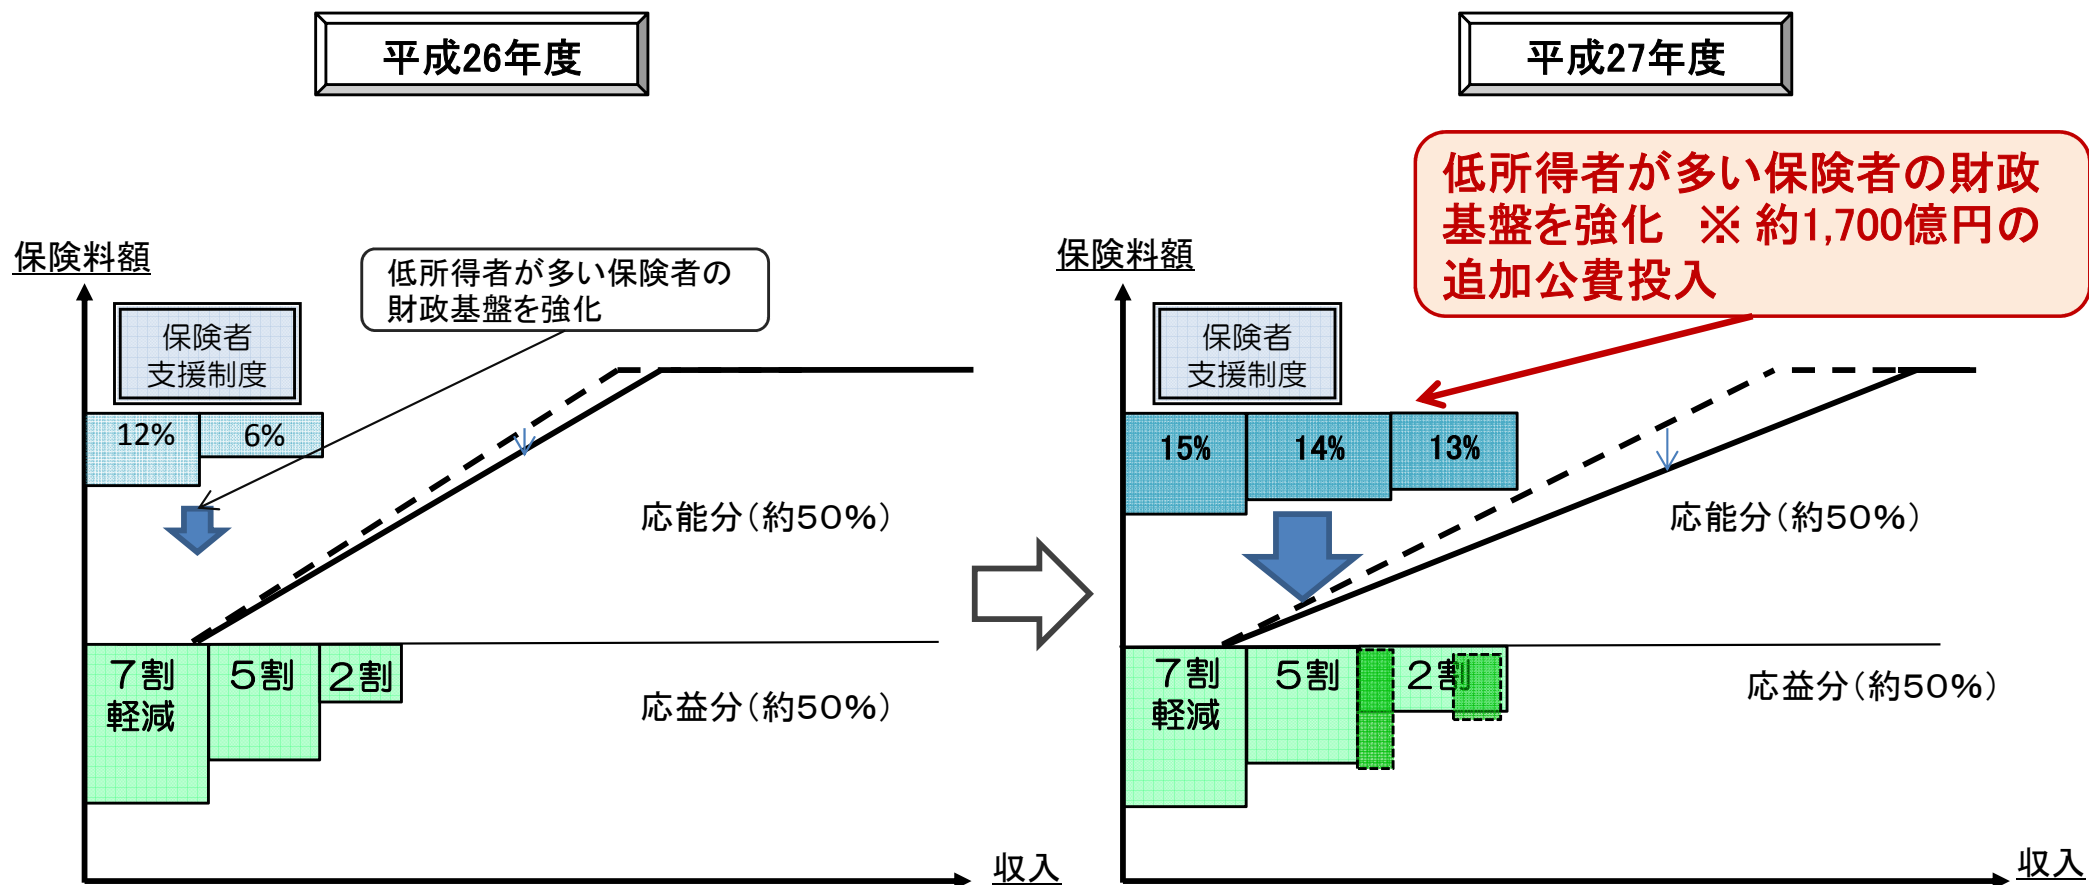 平成26年度
保険料額
低所得者が多い保険者の
財政基盤を強化
保険者
支援制度
12%
6%
応能分（約５０％）
７割
軽減
５割
２割
応益分（約５０％）
収入
平成27年度
低所得者が多い保険者の財政
基盤を強化　※ 約1,700億円の
追加公費投入
保険料額
保険者
支援制度
15%
14%
13%
応能分（約５０％）
７割
軽減
５割
２割
応益分（約５０％）
収入